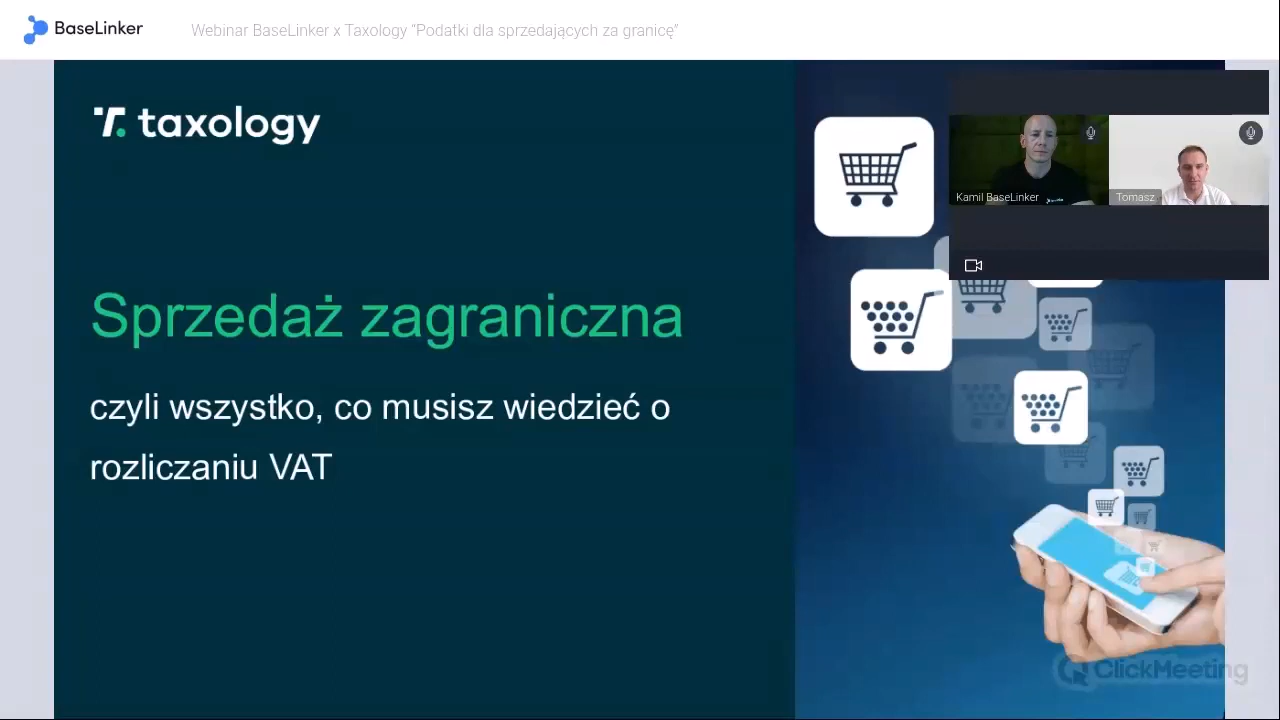 BaseLinker
Webinar BaseLinker x Taxology “Podatki dla sprzedających za granicę”
taxology
Kamil BaseLinker
Tomasz
Sprzedaż zagraniczna
czyli wszystko, co musisz wiedzieć o
rozliczaniu VAT
ClickMeeting